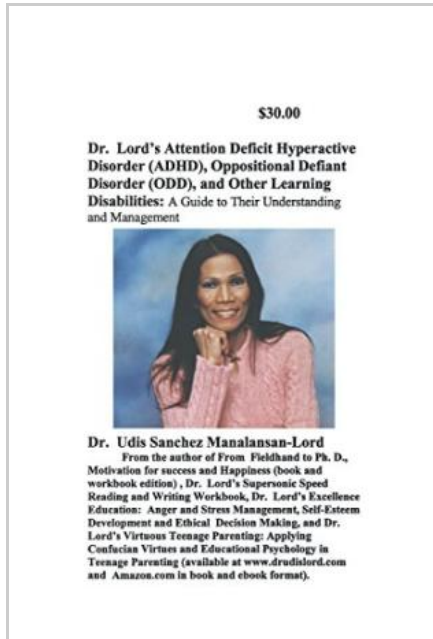 $30.00
Dr. Lord's Attention Deficit Hyperactive
Disorder (ADHD), Oppositional Defiant
Disorder (ODD), and Other Learning
Disabilities: A Guide to Their Understanding
and Management
Dr. Udis Sanchez Manalansan-Lord
From the author of From Fieldhand to Ph. D.,
Motivation for success and Happiness (book and
workbook edition) , Dr. Lord's Supersonic Speed
Reading and Writing Workbook, Dr. Lord's Excellence
Education: Anger and Stress Management, Self-Esteem
Development and Ethical Decision Making, and Dr.
Lord's Virtuous Teenage Parenting: Applying
Confucian Virtues and Educational Psychology in
Teenage Parenting (available at www.drudislord.com
and Amazon.com in book and ebook format).